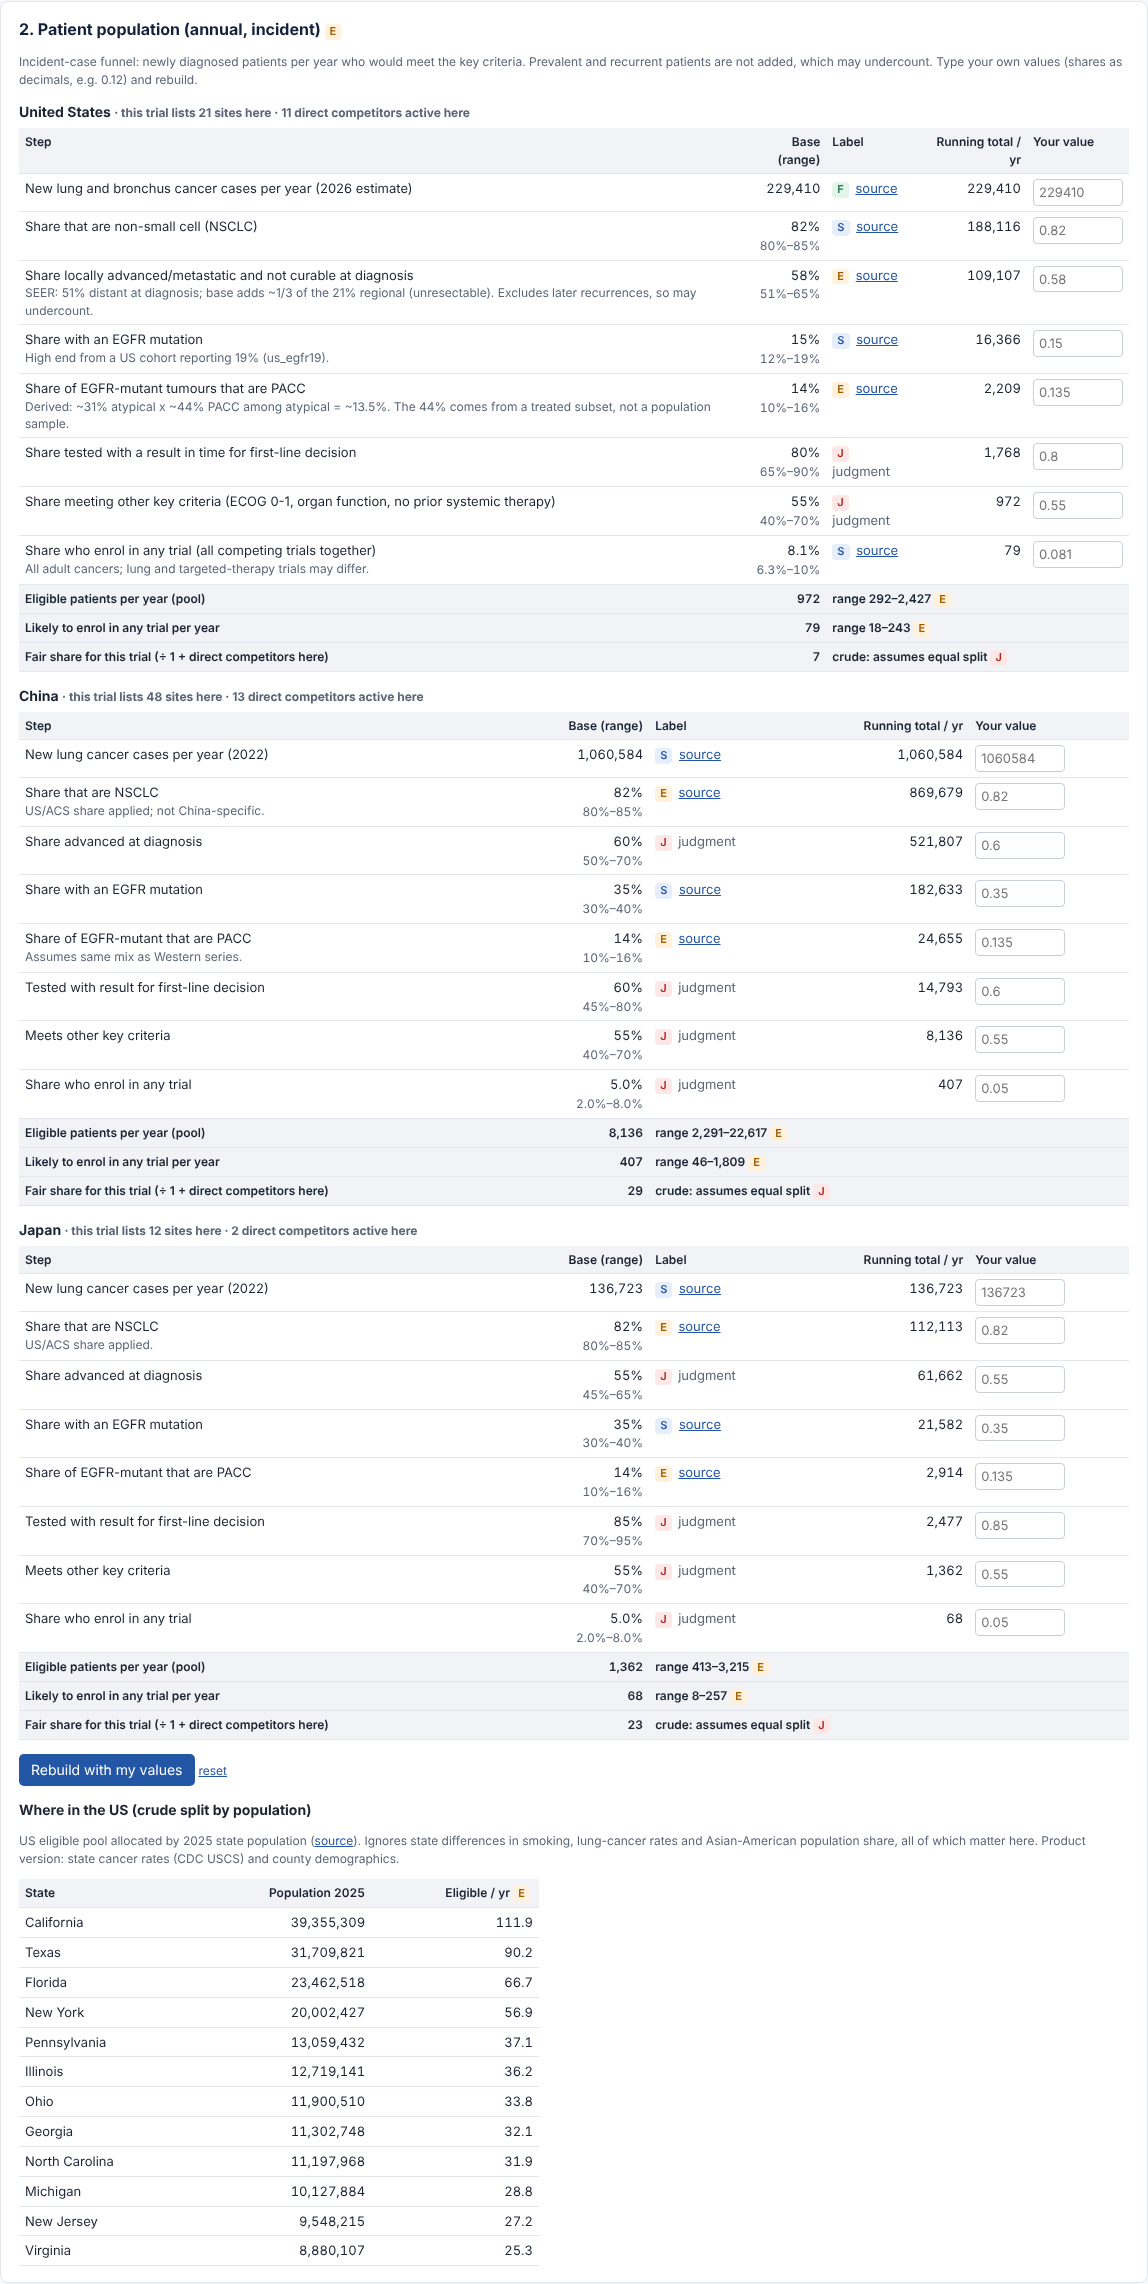 2. Patient population (annual, incident) E
Incident-case funnel: newly diagnosed patients per year who would meet the key criteria. Prevalent and recurrent patients are not added, which may undercount. Type your own values (shares as
decimals, e.g. 0.12) and rebuild.
United States · this trial lists 21 sites here · 11 direct competitors active here
Step Base (range) Label Running total / yr Your value
New lung and bronchus cancer cases per year (2026 estimate) 229,410 F source 229,410 229410
Share that are non-small cell (NSCLC) 82% S source 188,116 0.82
80%–85%
Share locally advanced/metastatic and not curable at diagnosis 58% E source 109,107 0.58
SEER: 51% distant at diagnosis; base adds ~1/3 of the 21% regional (unresectable). Excludes later recurrences, so may 51%–65%
undercount.
Share with an EGFR mutation 15% S source 16,366 0.15
High end from a US cohort reporting 19% (us_egfr19). 12%–19%
Share of EGFR-mutant tumours that are PACC 14% E source 2,209 0.135
Derived: ~31% atypical x ~44% PACC among atypical = ~13.5%. The 44% comes from a treated subset, not a population 10%–16%
sample.
Share tested with a result in time for first-line decision 80% J 1,768 0.8
65%–90% judgment
Share meeting other key criteria (ECOG 0-1, organ function, no prior systemic therapy) 55% J 972 0.55
40%–70% judgment
Share who enrol in any trial (all competing trials together) 8.1% S source 79 0.081
All adult cancers; lung and targeted-therapy trials may differ. 6.3%–10%
Eligible patients per year (pool) 972 range 292–2,427 E
Likely to enrol in any trial per year 79 range 18–243 E
Fair share for this trial (÷ 1 + direct competitors here) 7 crude: assumes equal split J
China · this trial lists 48 sites here · 13 direct competitors active here
Step Base (range) Label Running total / yr Your value
New lung cancer cases per year (2022) 1,060,584 S source 1,060,584 1060584
Share that are NSCLC 82% E source 869,679 0.82
US/ACS share applied; not China-specific. 80%–85%
Share advanced at diagnosis 60% J judgment 521,807 0.6
50%–70%
Share with an EGFR mutation 35% S source 182,633 0.35
30%–40%
Share of EGFR-mutant that are PACC 14% E source 24,655 0.135
Assumes same mix as Western series. 10%–16%
Tested with result for first-line decision 60% J judgment 14,793 0.6
45%–80%
Meets other key criteria 55% J judgment 8,136 0.55
40%–70%
Share who enrol in any trial 5.0% J judgment 407 0.05
2.0%–8.0%
Eligible patients per year (pool) 8,136 range 2,291–22,617 E
Likely to enrol in any trial per year 407 range 46–1,809 E
Fair share for this trial (÷ 1 + direct competitors here) 29 crude: assumes equal split J
Japan · this trial lists 12 sites here · 2 direct competitors active here
Step Base (range) Label Running total / yr Your value
New lung cancer cases per year (2022) 136,723 S source 136,723 136723
Share that are NSCLC 82% E source 112,113 0.82
US/ACS share applied. 80%–85%
Share advanced at diagnosis 55% J judgment 61,662 0.55
45%–65%
Share with an EGFR mutation 35% S source 21,582 0.35
30%–40%
Share of EGFR-mutant that are PACC 14% E source 2,914 0.135
10%–16%
Tested with result for first-line decision 85% J judgment 2,477 0.85
70%–95%
Meets other key criteria 55% J judgment 1,362 0.55
40%–70%
Share who enrol in any trial 5.0% J judgment 68 0.05
2.0%–8.0%
Eligible patients per year (pool) 1,362 range 413–3,215 E
Likely to enrol in any trial per year 68 range 8–257 E
Fair share for this trial (÷ 1 + direct competitors here) 23 crude: assumes equal split J
Rebuild with my values reset
Where in the US (crude split by population)
US eligible pool allocated by 2025 state population (source). Ignores state differences in smoking, lung-cancer rates and Asian-American population share, all of which matter here. Product
version: state cancer rates (CDC USCS) and county demographics.
State Population 2025 Eligible / yr E
California 39,355,309 111.9
Texas 31,709,821 90.2
Florida 23,462,518 66.7
New York 20,002,427 56.9
Pennsylvania 13,059,432 37.1
Illinois 12,719,141 36.2
Ohio 11,900,510 33.8
Georgia 11,302,748 32.1
North Carolina 11,197,968 31.9
Michigan 10,127,884 28.8
New Jersey 9,548,215 27.2
Virginia 8,880,107 25.3